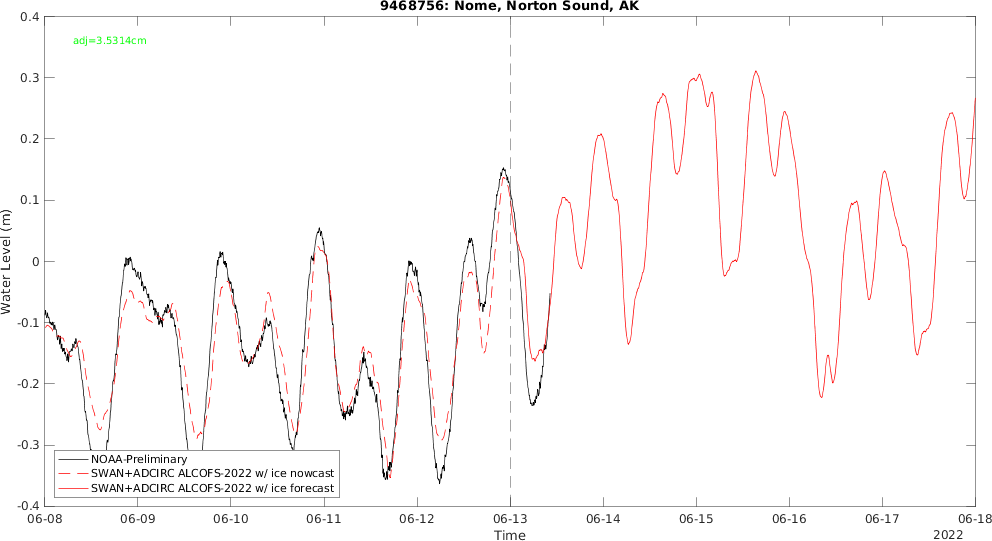 9468756: Nome, Norton Sound, AK
adj=3.5314cm
0.4
0.3
0.2
0.1
0
-0.1
-0.2
-0.3
-0.4
Water Level (m)
NOAA-Preliminary
SWAN+ADCIRC ALCOFS-2022 w/ ice nowcast
SWAN+ADCIRC ALCOFS-2022 w/ ice forecast
06-08 06-09 06-10 06-11 06-12 06-13 06-14 06-15 06-16 06-17 06-18
Time
2022